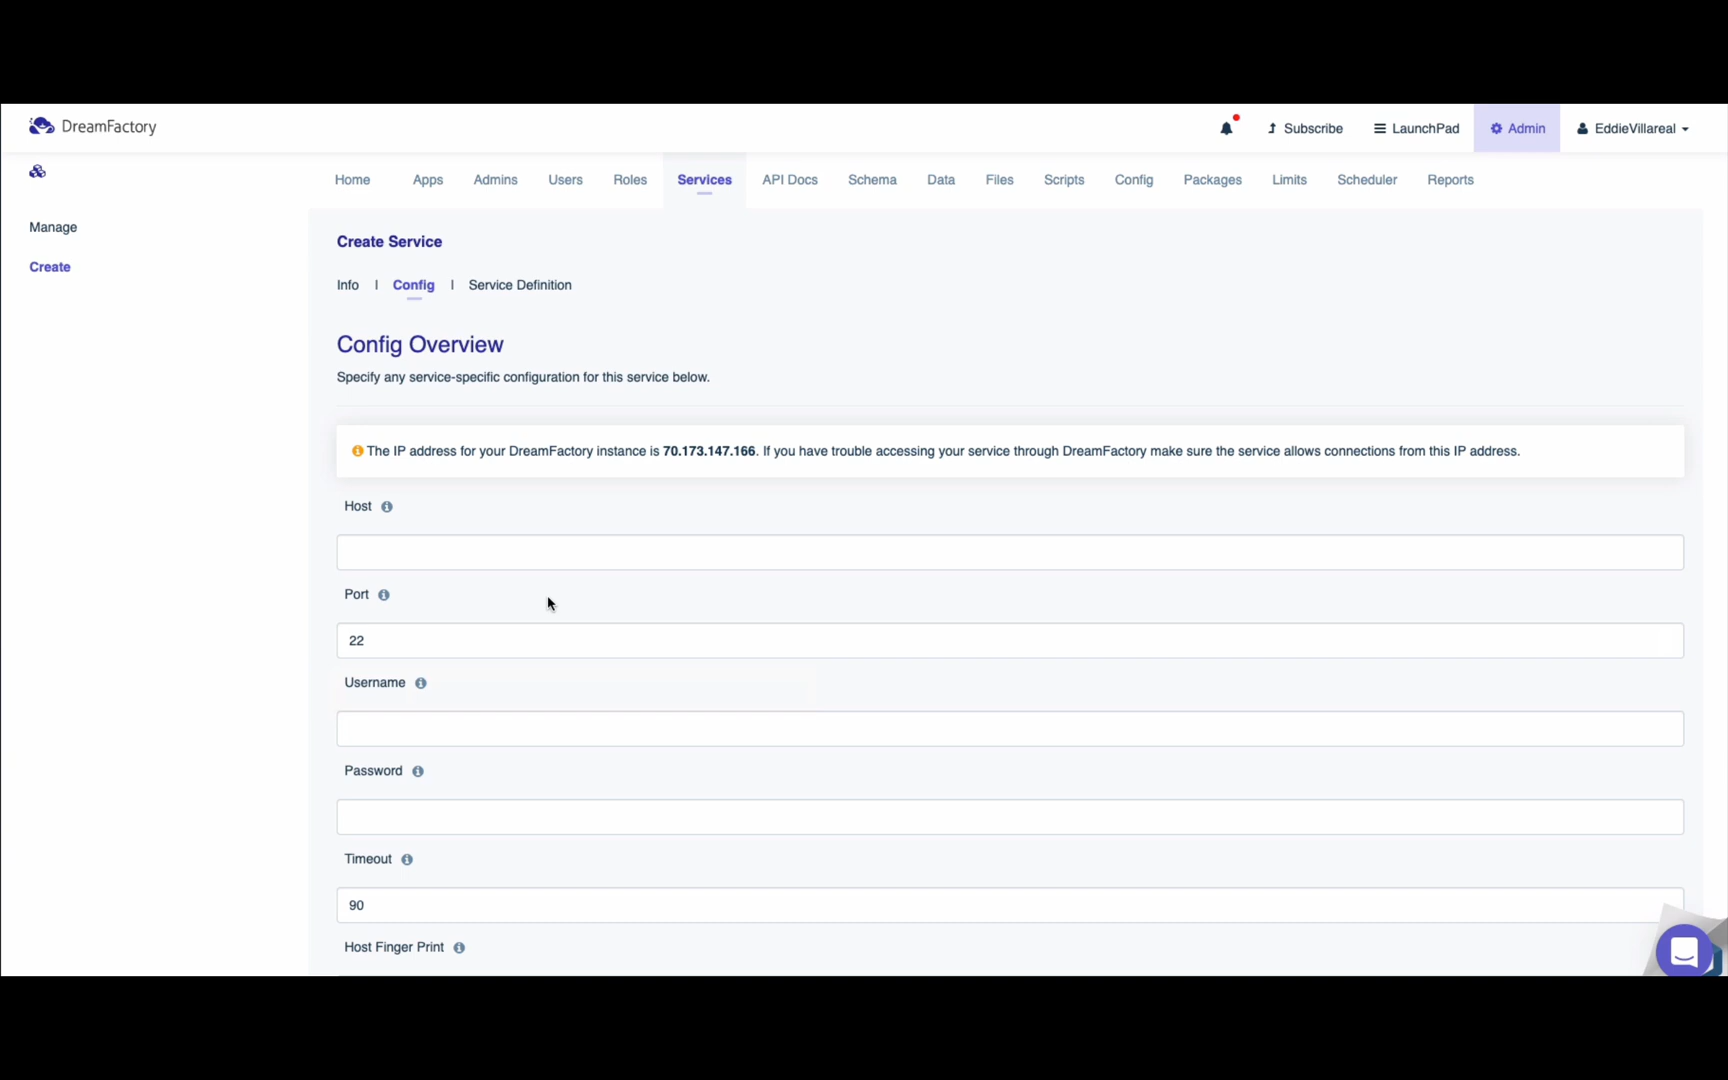 DreamFactory
Subscribe
LaunchPad
Admin
EddieVillareal
Home Apps Admins Users Roles Services API Docs Schema Data Files Scripts Config Packages Limits Scheduler Reports
Manage
Create
Create Service
Info | Config | Service Definition
Config Overview
Specify any service-specific configuration for this service below.
The IP address for your DreamFactory instance is 70.173.147.166. If you have trouble accessing your service through DreamFactory make sure the service allows connections from this IP address.
Host
Port
22
Username
Password
Timeout
90
Host Finger Print